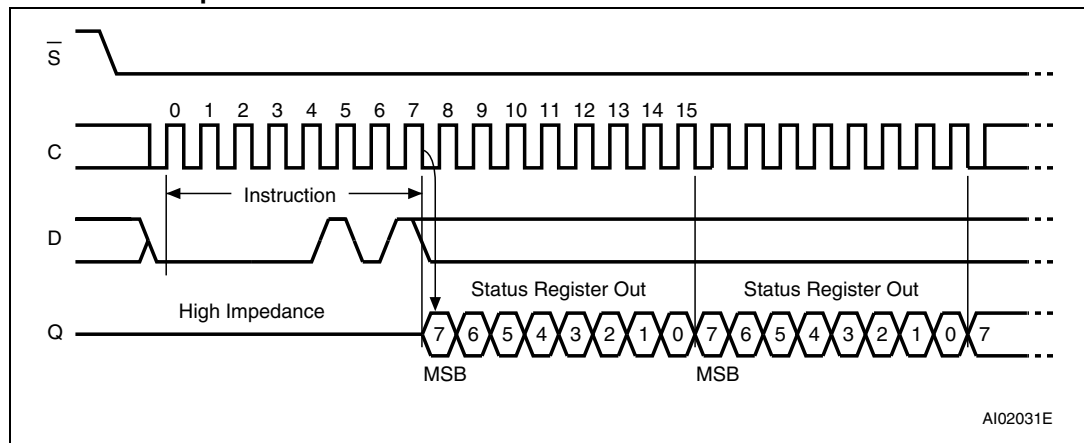 S
0 1 2 3 4 5 6 7 8 9 10 11 12 13 14 15
C
Instruction
D
High Impedance
Status Register Out
Status Register Out
Q
7 6 5 4 3 2 1 0 7 6 5 4 3 2 1 0 7
MSB
MSB
AI02031E